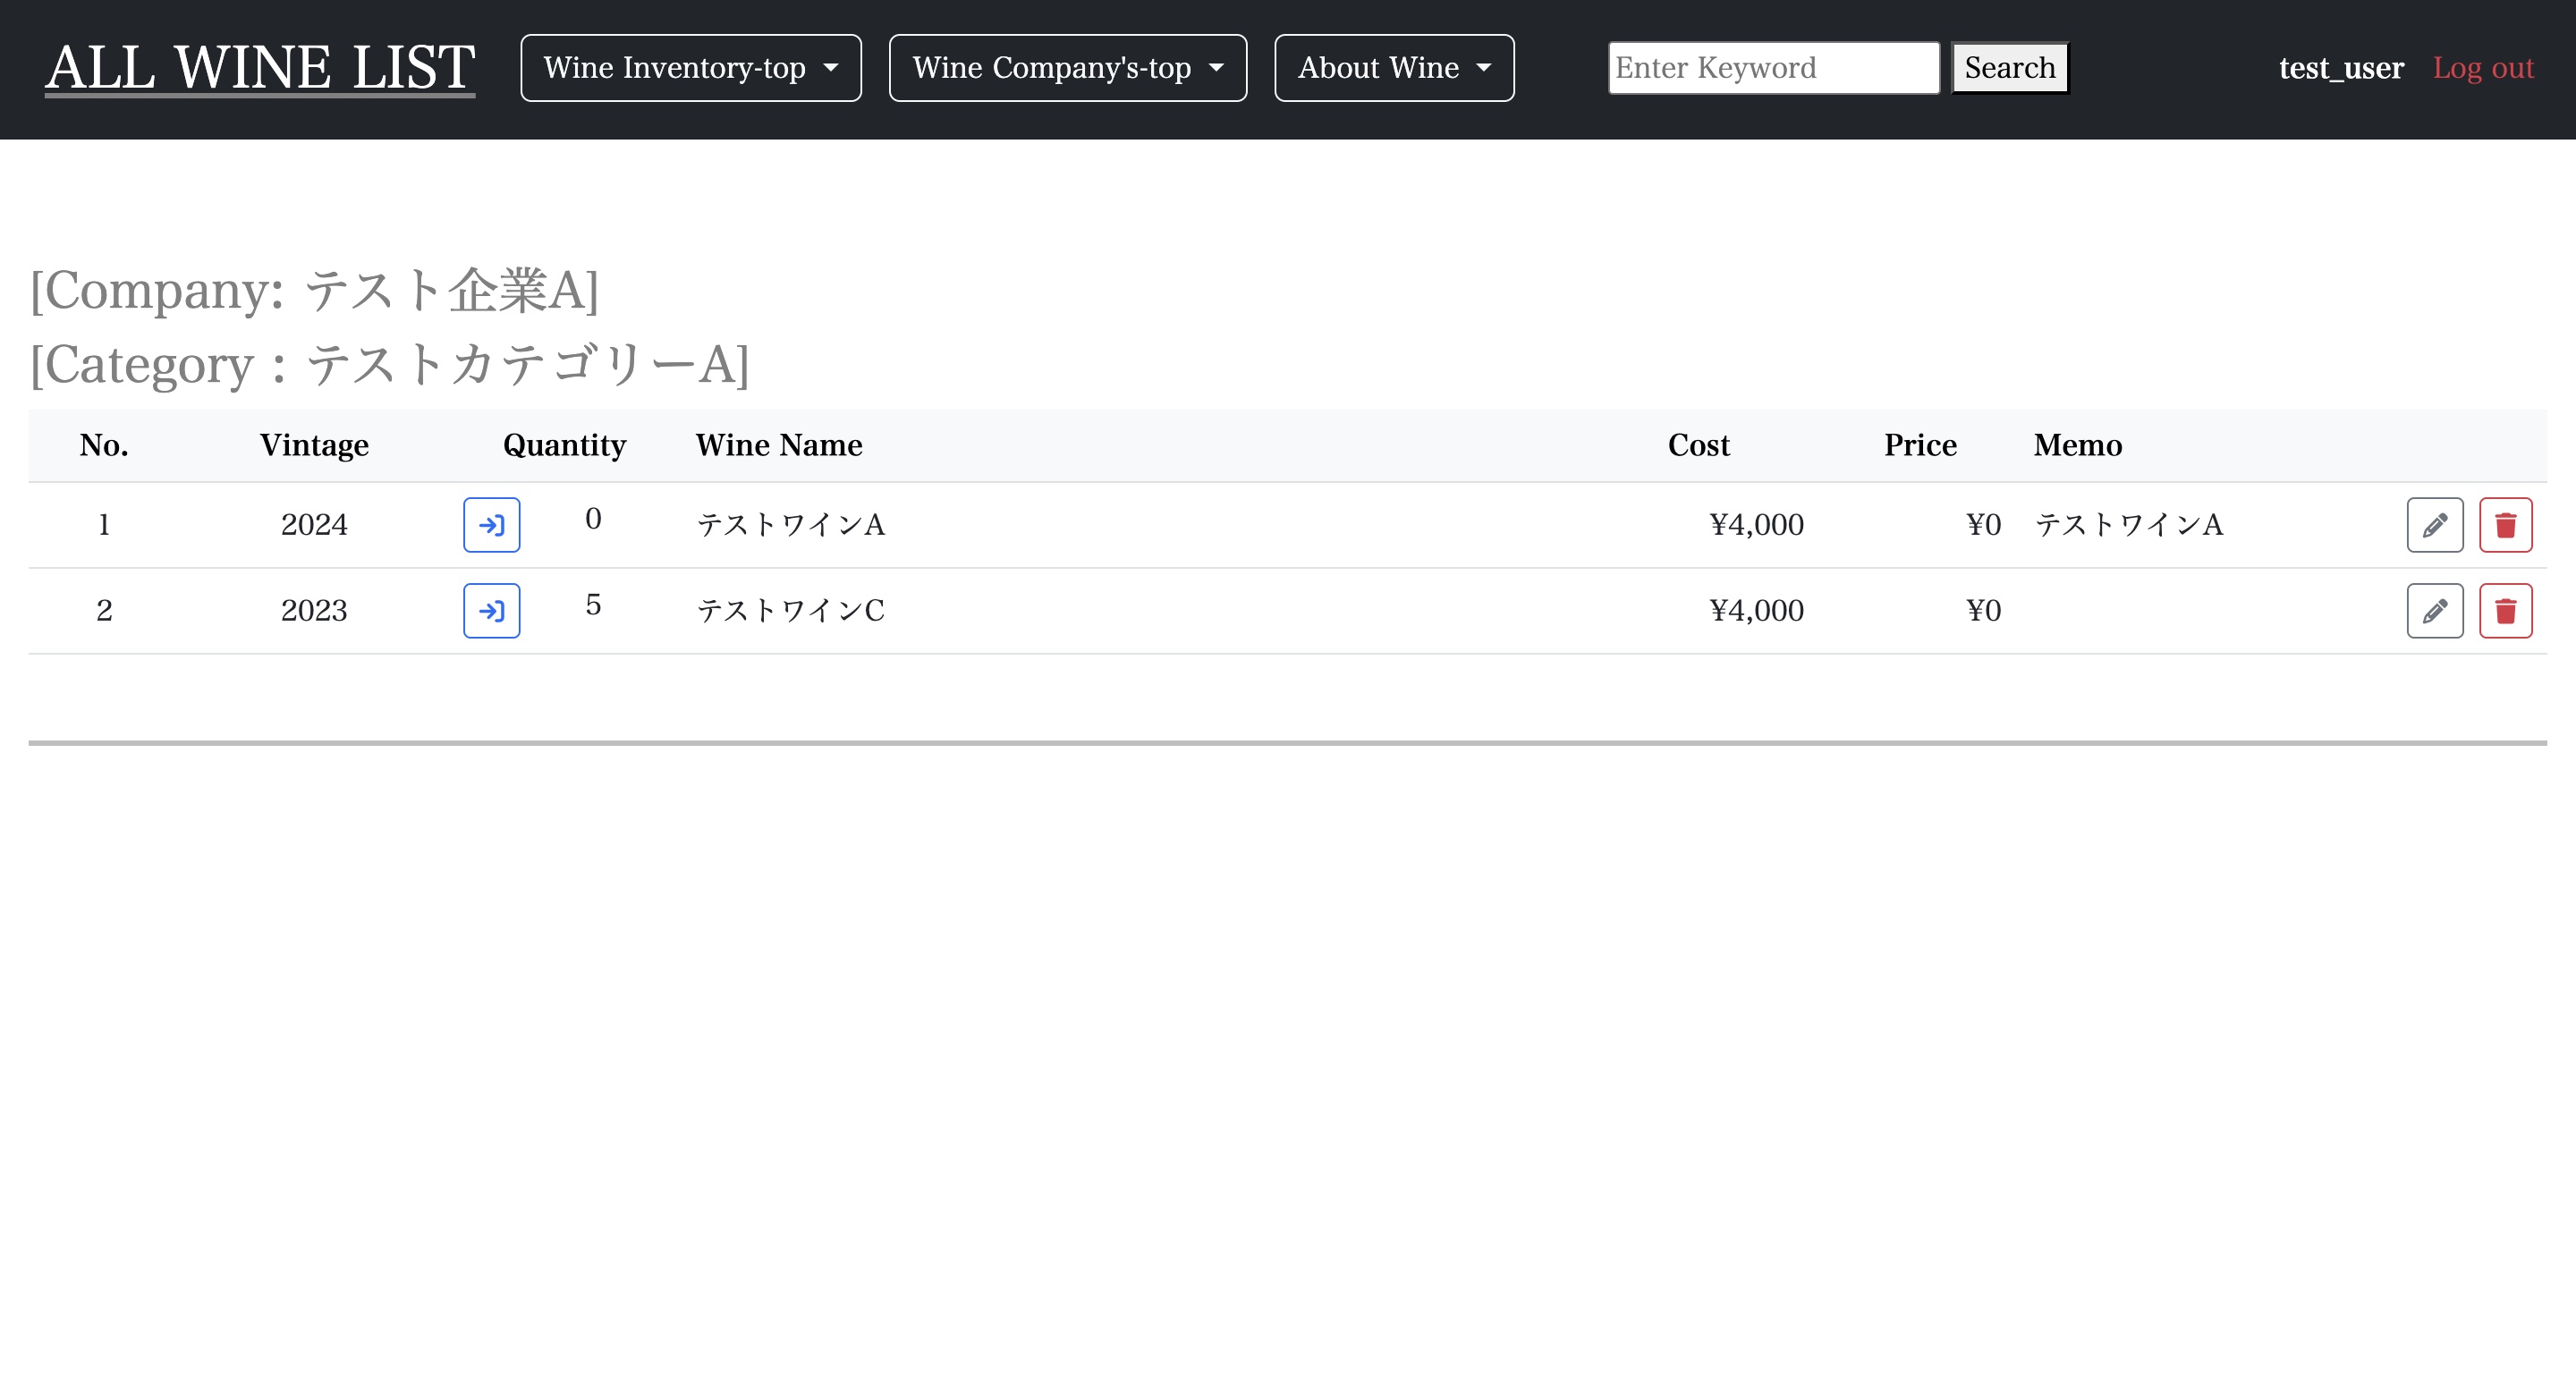 ALL WINE LIST Wine Inventory-top Wine Company's-top About Wine Enter Keyword Search test_user Log out
[Company: テスト企業A]
[Category : テストカテゴリーA]
No. Vintage Quantity Wine Name Cost Price Memo
1 2024 0 テストワインA ¥4,000 ¥0 テストワインA
2 2023 5 テストワインC ¥4,000 ¥0